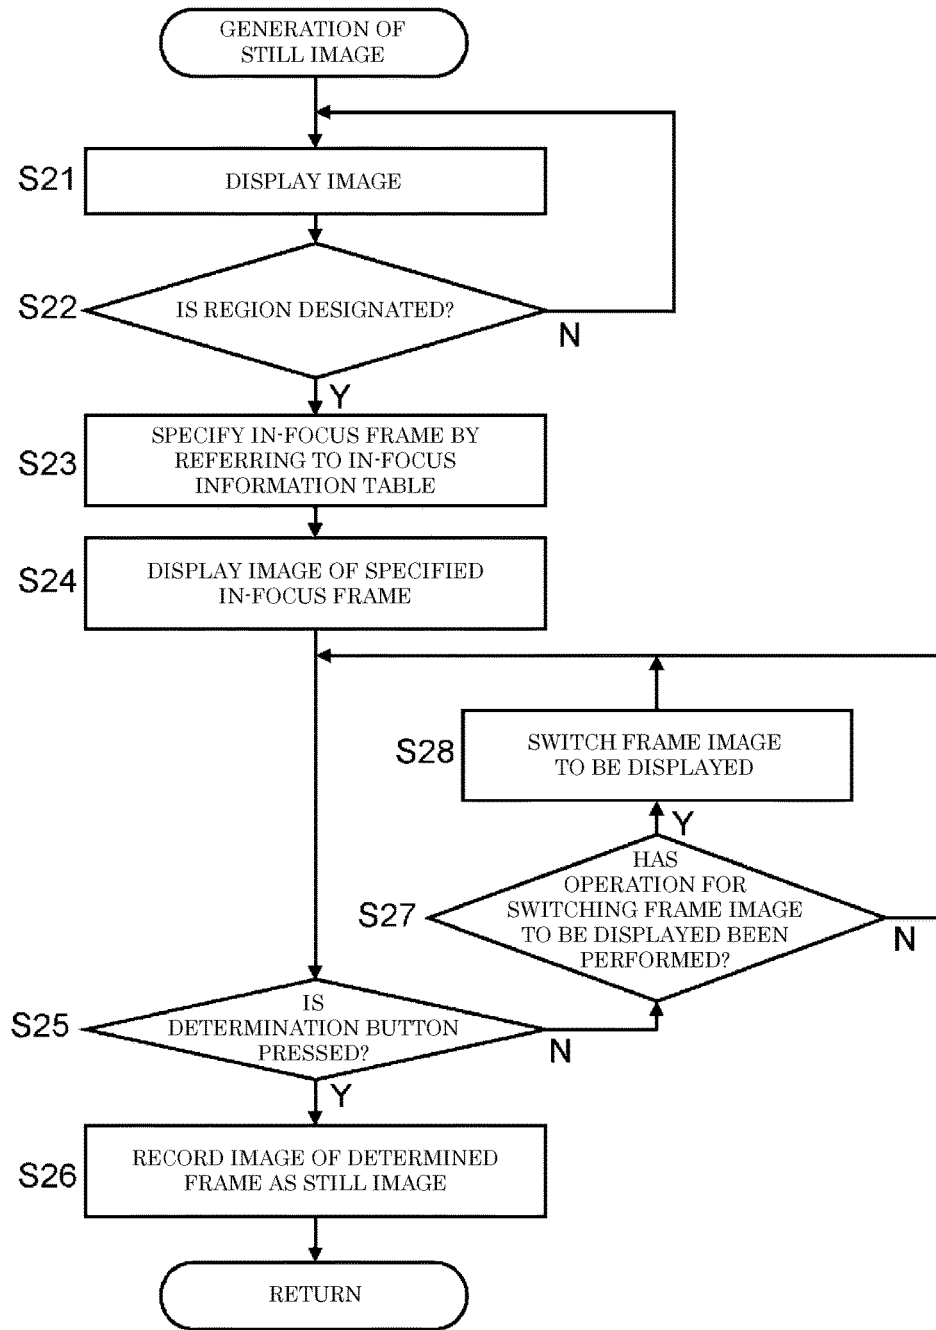 GENERATION OF
STILL IMAGE
S21
DISPLAY IMAGE
S22
IS REGION DESIGNATED?
N
Y
S23
SPECIFY IN-FOCUS FRAME BY
REFERRING TO IN-FOCUS
INFORMATION TABLE
S24
DISPLAY IMAGE OF SPECIFIED
IN-FOCUS FRAME
S28
SWITCH FRAME IMAGE
TO BE DISPLAYED
Y
S27
HAS
OPERATION FOR
SWITCHING FRAME IMAGE
TO BE DISPLAYED BEEN
PERFORMED?
N
S25
IS
DETERMINATION BUTTON
PRESSED?
N
Y
S26
RECORD IMAGE OF DETERMINED
FRAME AS STILL IMAGE
RETURN